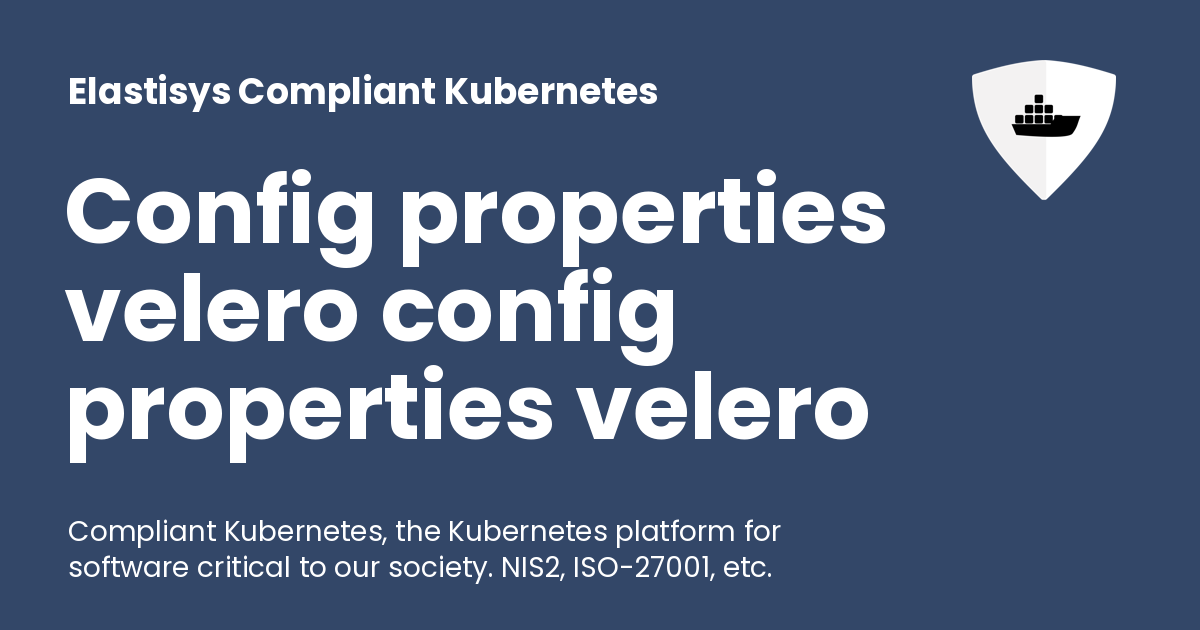 Elastisys Compliant Kubernetes
Config properties
velero config
properties velero
Compliant Kubernetes, the Kubernetes platform for
software critical to our society. NIS2, ISO-27001, etc.